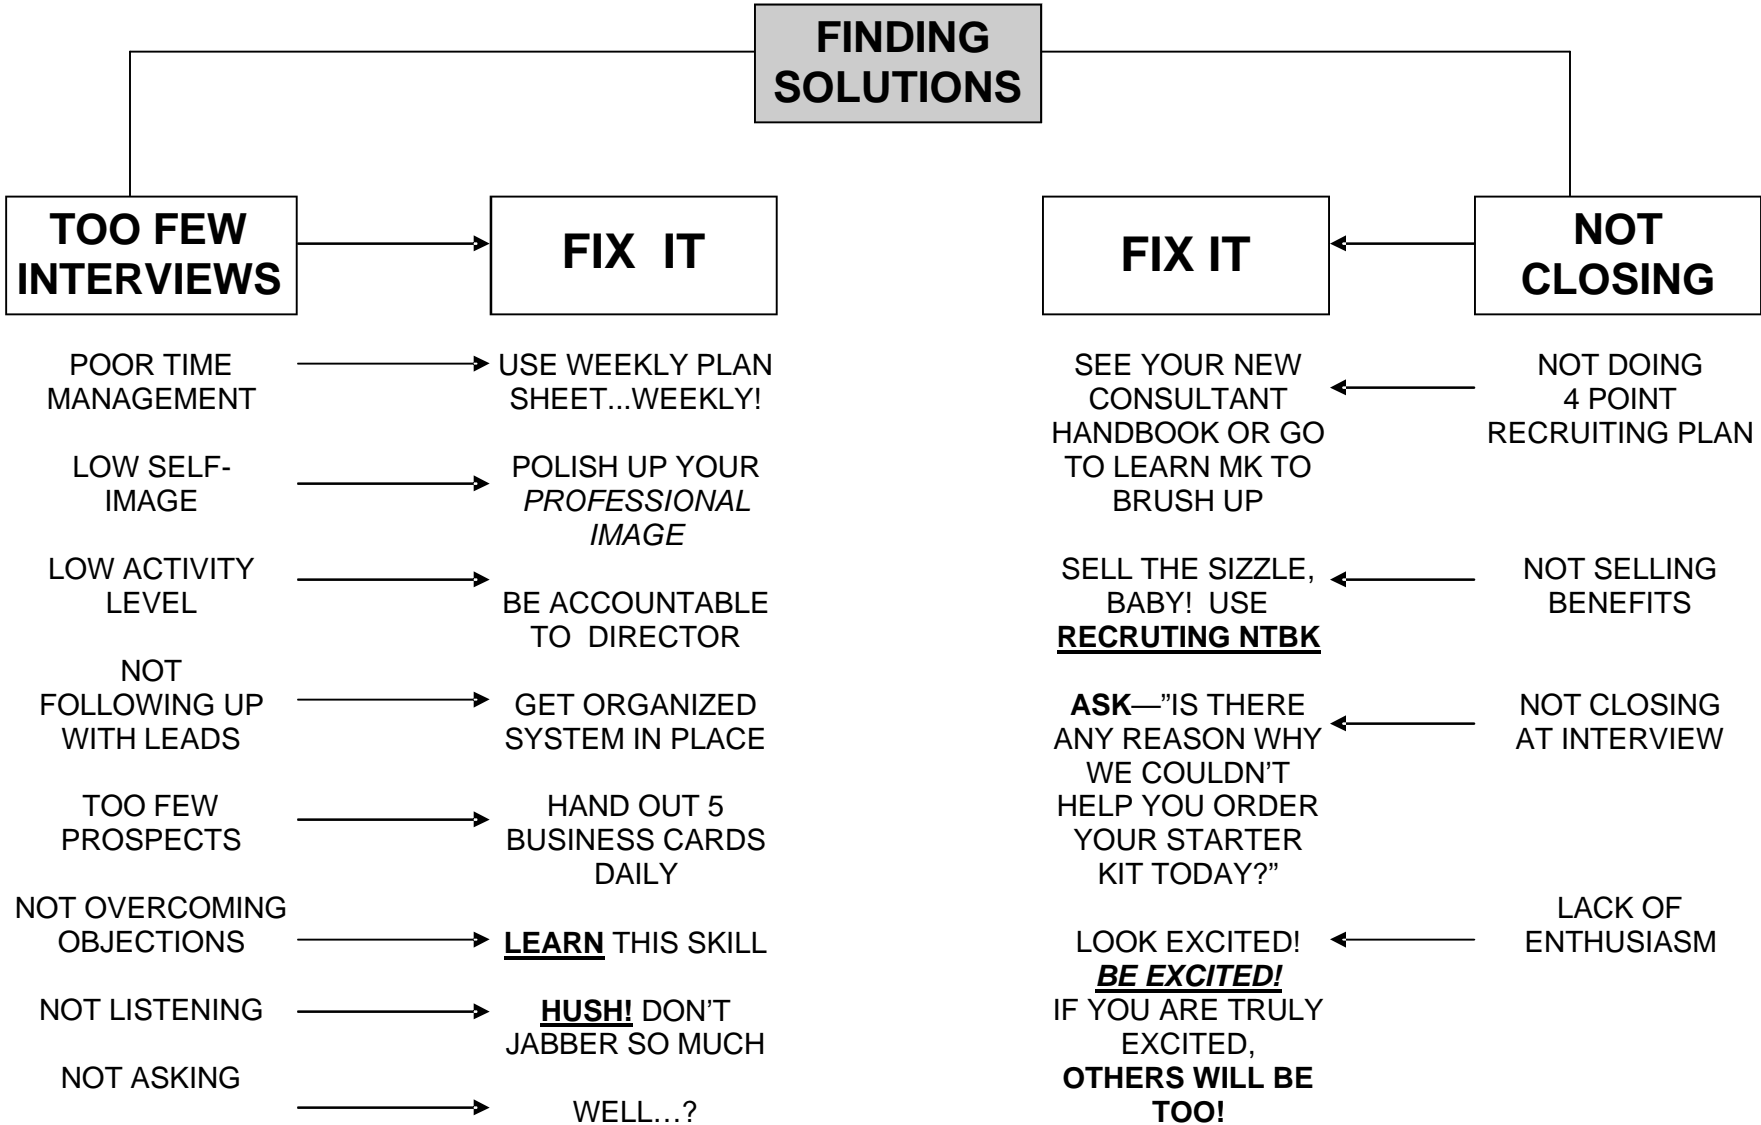 FINDING
SOLUTIONS
TOO FEW
INTERVIEWS
FIX IT
FIX IT
NOT
CLOSING
POOR TIME
MANAGEMENT
USE WEEKLY PLAN
SHEET...WEEKLY!
LOW SELF-
IMAGE
POLISH UP YOUR
PROFESSIONAL
IMAGE
LOW ACTIVITY
LEVEL
BE ACCOUNTABLE
TO DIRECTOR
NOT
FOLLOWING UP
WITH LEADS
GET ORGANIZED
SYSTEM IN PLACE
TOO FEW
PROSPECTS
HAND OUT 5
BUSINESS CARDS
DAILY
NOT OVERCOMING
OBJECTIONS
LEARN THIS SKILL
NOT LISTENING
HUSH! DON'T
JABBER SO MUCH
NOT ASKING
WELL...?
SEE YOUR NEW
CONSULTANT
HANDBOOK OR GO
TO LEARN MK TO
BRUSH UP
NOT DOING
4 POINT
RECRUITING PLAN
SELL THE SIZZLE,
BABY! USE
RECRUTING NTBK
NOT SELLING
BENEFITS
ASK—”IS THERE
ANY REASON WHY
WE COULDN'T
HELP YOU ORDER
YOUR STARTER
KIT TODAY?”
NOT CLOSING
AT INTERVIEW
LOOK EXCITED!
BE EXCITED!
IF YOU ARE TRULY
EXCITED,
OTHERS WILL BE
TOO!
LACK OF
ENTHUSIASM